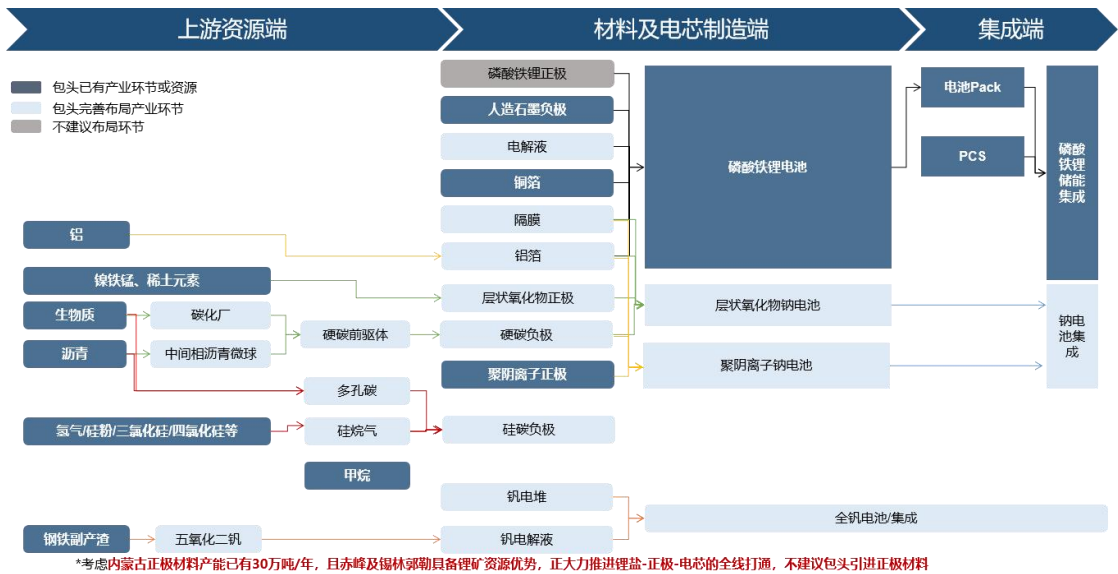 上游资源端
材料及电芯制造端
集成端
包头已有产业环节或资源
包头完善布局产业环节
不建议布局环节
磷酸铁锂正极
人造石墨负极
电解液
铜箔
隔膜
铝箔
层状氧化物正极
硬碳负极
聚阴离子正极
硅碳负极
钒电堆
钒电解液
铝
镍铁锰、稀土元素
生物质
碳化厂
硬碳前驱体
沥青
中间相沥青微球
多孔碳
氢气/硅粉/三氯化硅/四氯化硅等
硅烷气
甲烷
钢铁副产渣
五氧化二钒
磷酸铁锂电池
层状氧化物钠电池
聚阴离子钠电池
全钒电池/集成
电池Pack
PCS
磷酸
铁锂
储能
集成
钠电
池集
成
*考虑内蒙古正极材料产能已有30万吨/年，且赤峰及锡林郭勒具备锂矿资源优势，正大力推进锂盐-正极-电芯的全线打通，不建议包头引进正极材料